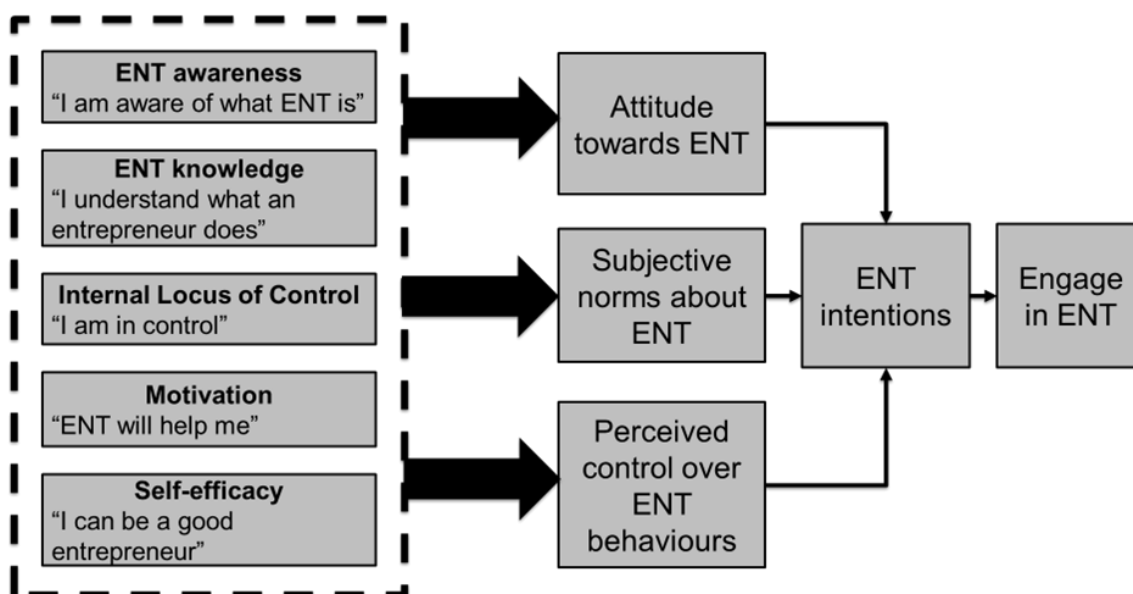 ENT awareness
“I am aware of what ENT is”
ENT knowledge
“I understand what an
entrepreneur does”
Internal Locus of Control
“I am in control”
Motivation
“ENT will help me”
Self-efficacy
“I can be a good
entrepreneur”
Attitude
towards ENT
Subjective
norms about
ENT
Perceived
control over
ENT
behaviours
ENT
intentions
Engage
in ENT